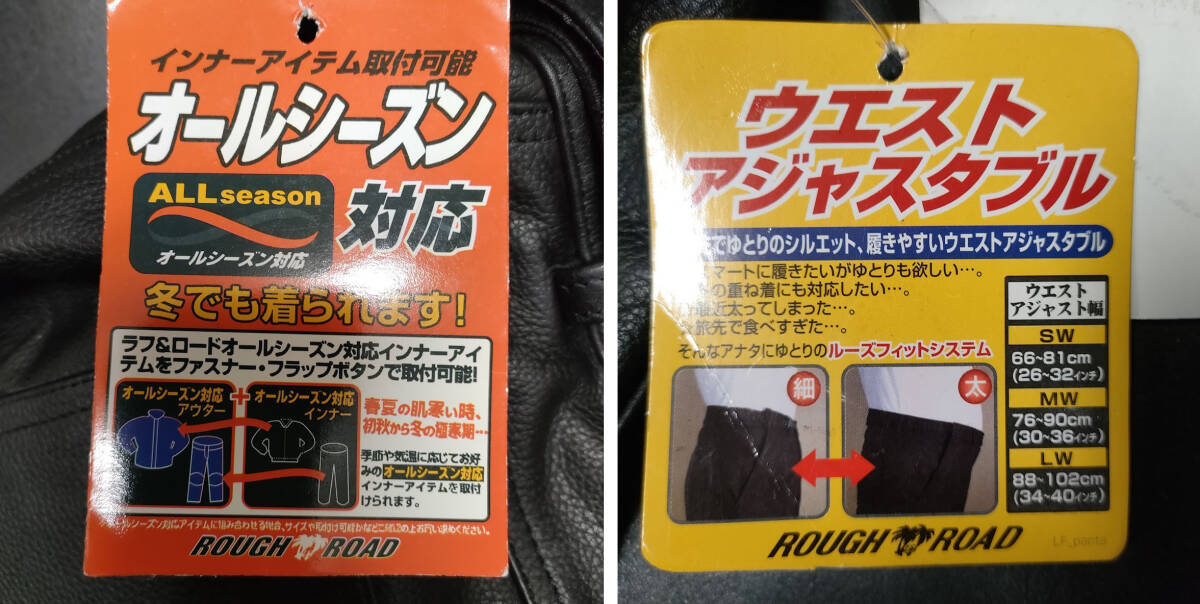 インナーアイテム取付可能
オールシーズン
ALL season
オールシーズン対応
対応
冬でも着られます!
ラフ&ロードオールシーズン対応インナーアイ
テムをファスナー・フラップボタンで取付可能!
オールシーズン対応
アウター
+
オールシーズン対応
インナー
春夏の肌寒い時、
初秋から冬の極寒期…
季節や気温に応じてお好
みのオールシーズン対応
インナーアイテムを取付
けられます。
ROUGH ROAD
ウエスト
アジャスタブル
でゆとりのシルエット、履きやすいウエストアジャスタブル
マートに履きたいがゆとりも欲しい…。
の重ね着にも対応したい…。
最近太ってしまった…。
旅先で食べすぎた…。
そんなアナタにゆとりのルーズフィットシステム
細
太
ウエスト
アジャスト幅
SW
66~81cm
(26~32インチ)
MW
76~90cm
(30~36インチ)
LW
88~102cm
(34~40インチ)
ROUGH ROAD
LF_pants